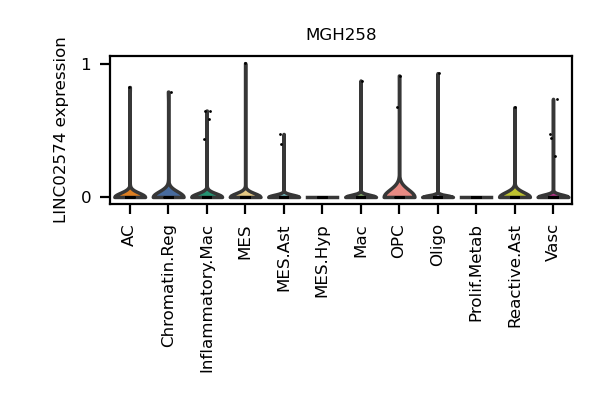 MGH258
LINC02574 expression
1
0
AC
Chromatin.Reg
Inflammatory.Mac
MES
MES.Ast
MES.Hyp
Mac
OPC
Oligo
Prolif.Metab
Reactive.Ast
Vasc